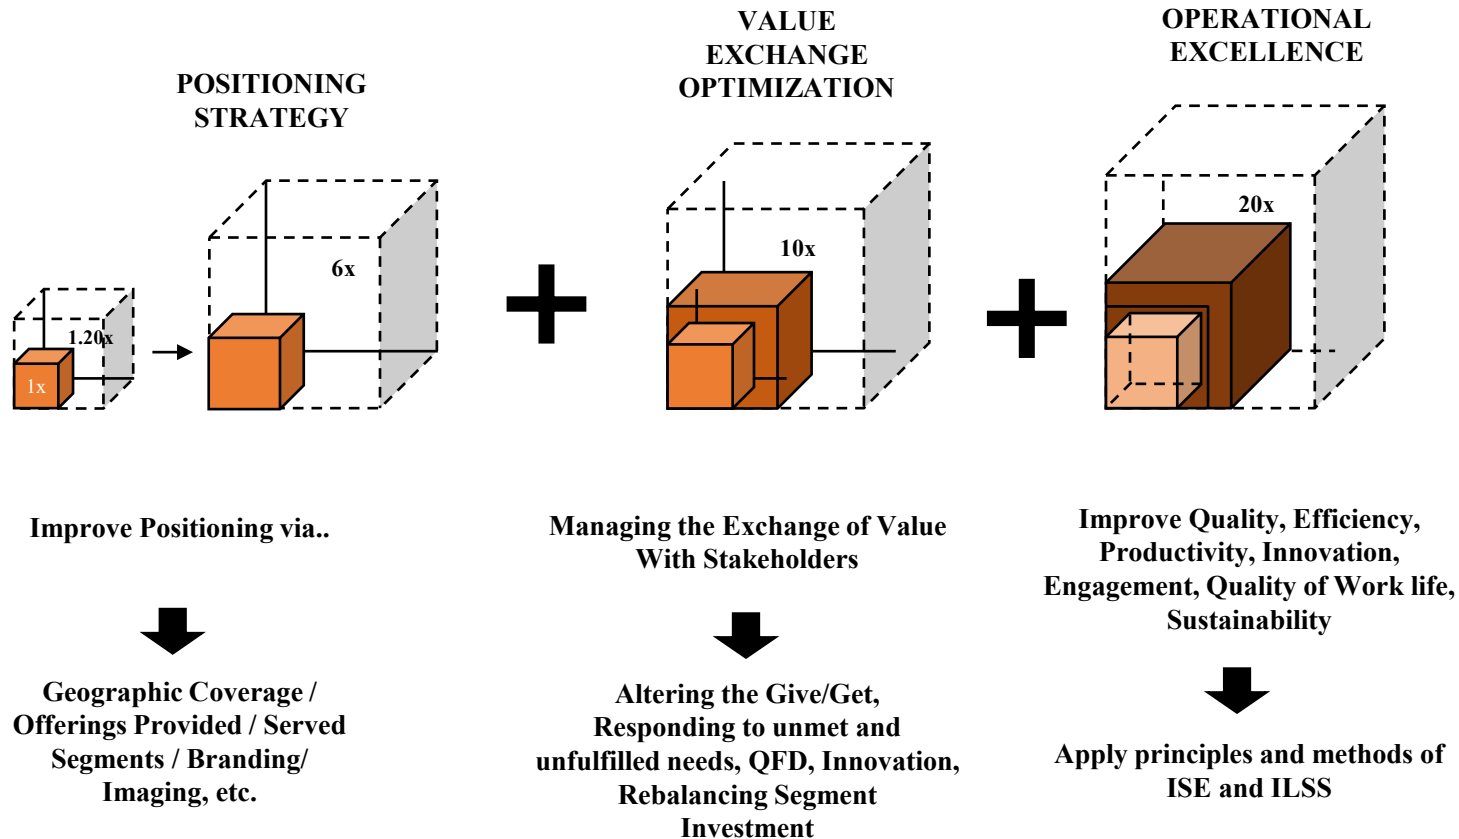 POSITIONING
STRATEGY
1.20x
1x
6x
Improve Positioning via..
Geographic Coverage /
Offerings Provided / Served
Segments / Branding/
Imaging, etc.
VALUE
EXCHANGE
OPTIMIZATION
10x
Managing the Exchange of Value
With Stakeholders
Altering the Give/Get,
Responding to unmet and
unfulfilled needs, QFD, Innovation,
Rebalancing Segment
Investment
OPERATIONAL
EXCELLENCE
20x
Improve Quality, Efficiency,
Productivity, Innovation,
Engagement, Quality of Work life,
Sustainability
Apply principles and methods of
ISE and ILSS